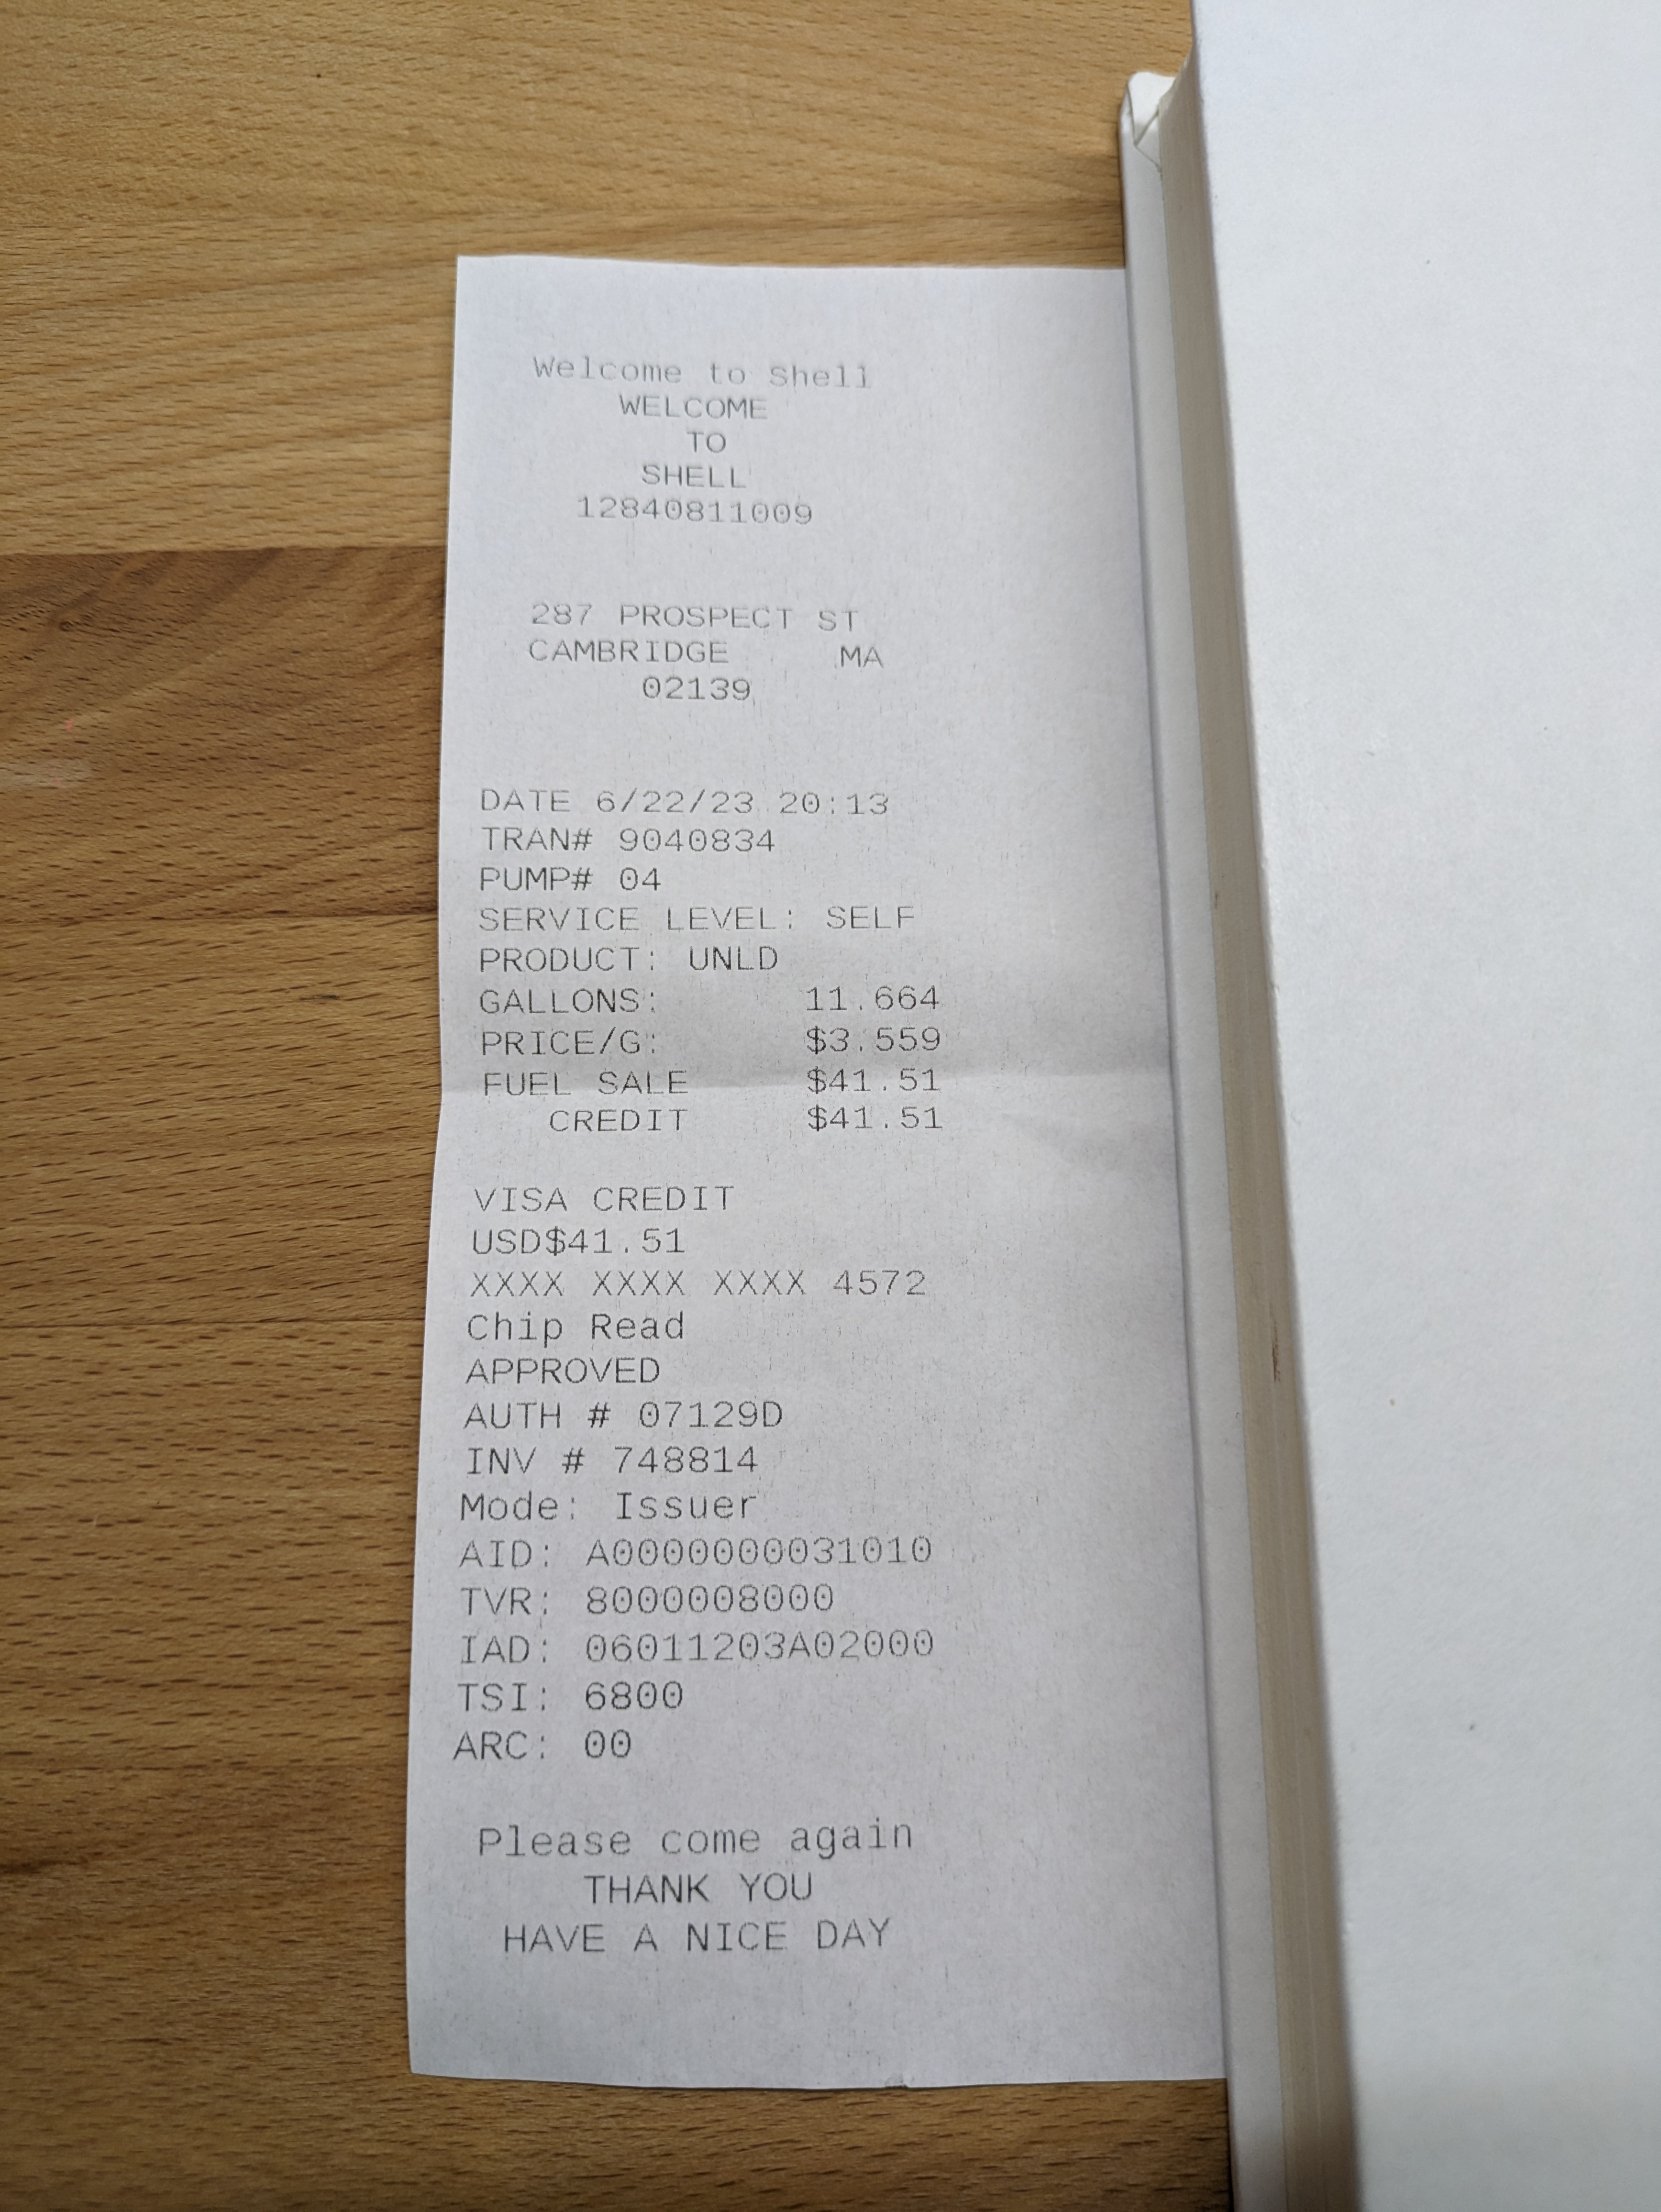 Welcome to Shell
WELCOME
TO
SHELL
12840811009
287 PROSPECT ST
CAMBRIDGE MA
02139
DATE 6/22/23 20:13
TRAN# 9040834
PUMP# 04
SERVICE LEVEL: SELF
PRODUCT: UNLD
GALLONS: 11.664
PRICE/G: $3.559
FUEL SALE $41.51
CREDIT $41.51
VISA CREDIT
USD$41.51
XXXX XXXX XXXX 4572
Chip Read
APPROVED
AUTH # 07129D
INV # 748814
Mode: Issuer
AID: A0000000031010
TVR: 8000008000
IAD: 06011203A02000
TSI: 6800
ARC: 00
Please come again
THANK YOU
HAVE A NICE DAY